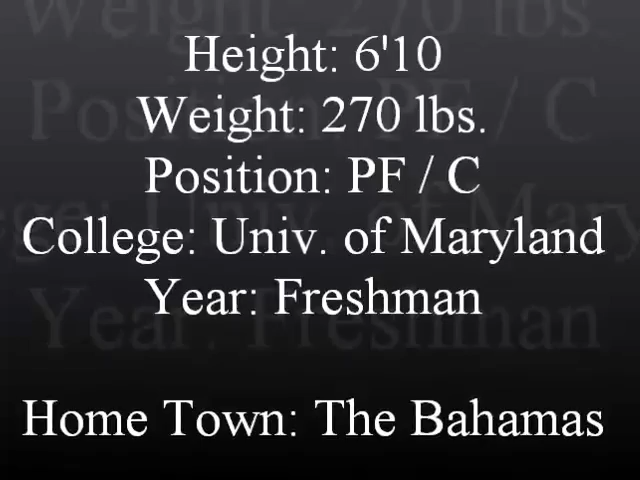 Height: 6'10
Weight: 270 lbs.
Position: PF / C
College: Univ. of Maryland
Year: Freshman
Home Town: The Bahamas